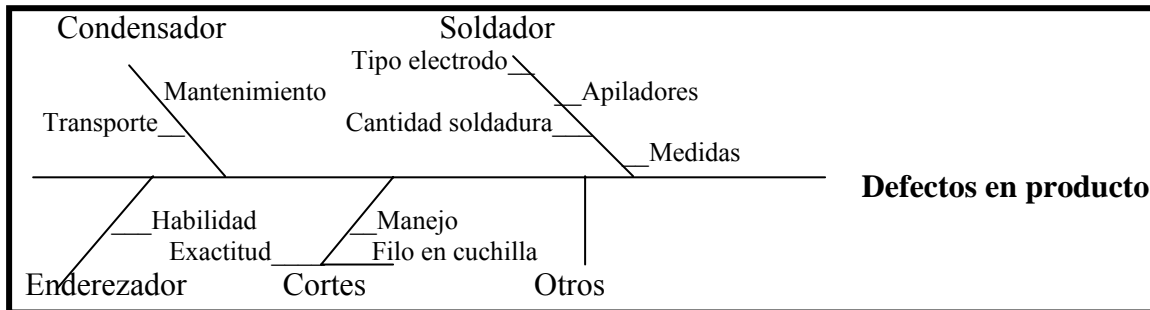 Condensador
Soldador
Tipo electrodo
Mantenimiento
Apiladores
Transporte
Cantidad soldadura
Medidas
Defectos en producto
Habilidad
Manejo
Exactitud
Filo en cuchilla
Enderezador
Cortes
Otros